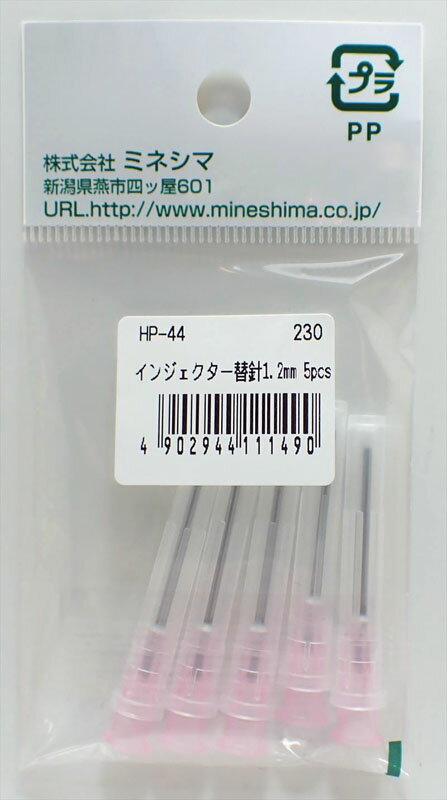 プラ
PP
株式会社 ミネシマ
新潟県燕市四ッ屋601
URL.http://www.mineshima.co.jp/
HP-44 230
インジェクター替針1.2mm 5pcs
4 902944 111490